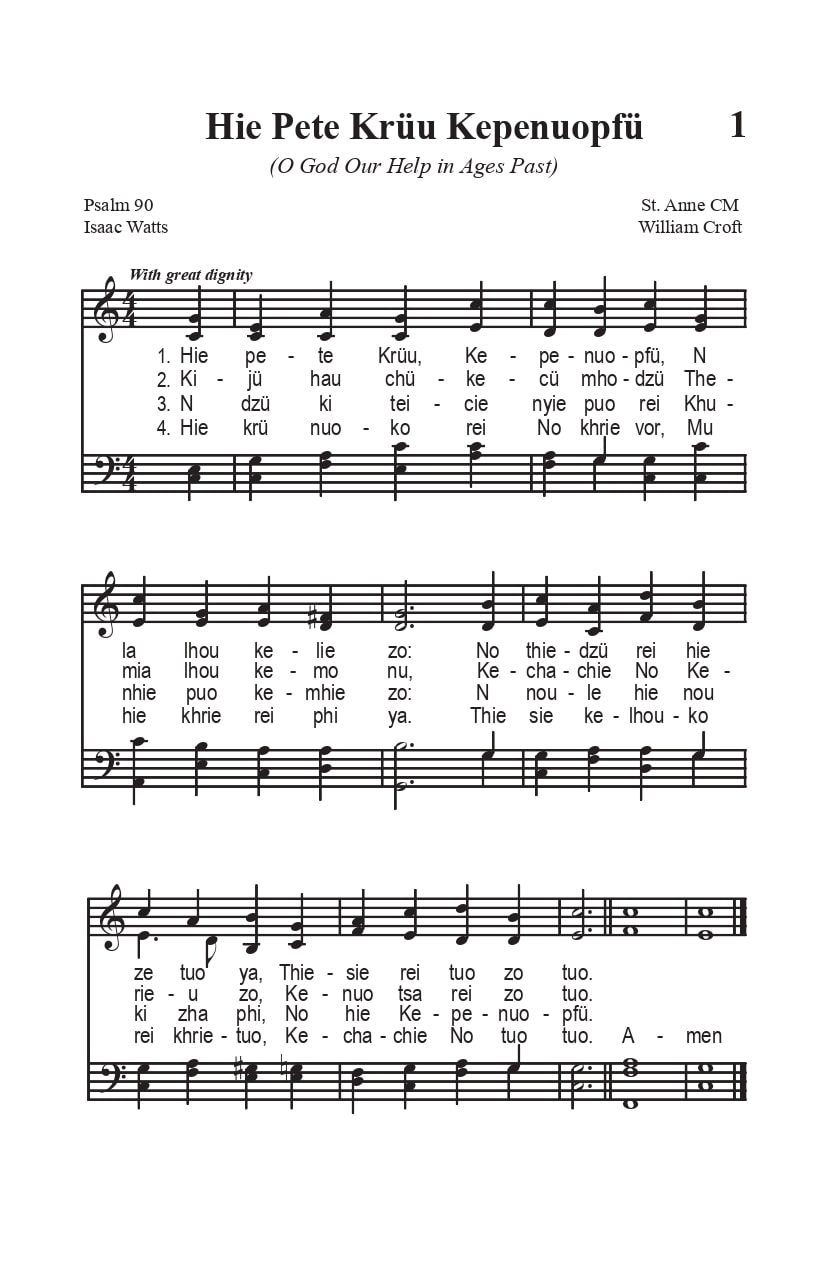 Hie Pete Krüu Kepenuopfü 1
(O God Our Help in Ages Past)
Psalm 90 St. Anne CM
Isaac Watts William Croft
With great dignity
1. Hie pe - te Krüu, Ke - pe - nuo - pfü, N
2. Ki - jü hau chü - ke - cü mho - dzü The -
3. N dzü ki tei - cie nyie puo rei Khu -
4. Hie krü nuo - ko rei No khrie vor, Mu
la lhou ke - lie zo: No thie - dzü rei hie
mia lhou ke - mo nu, Ke - cha - chie No Ke -
nhie puo ke - mhie zo: N nou - le hie nou
hie khrie rei phi ya. Thie sie ke - lhou - ko
ze tuo ya, Thie - sie rei tuo zo tuo.
rie - u zo, Ke - nuo tsa rei zo tuo.
ki zha phi, No hie Ke - pe - nuo - pfü.
rei khrie - tuo, Ke - cha - chie No tuo tuo. A - men